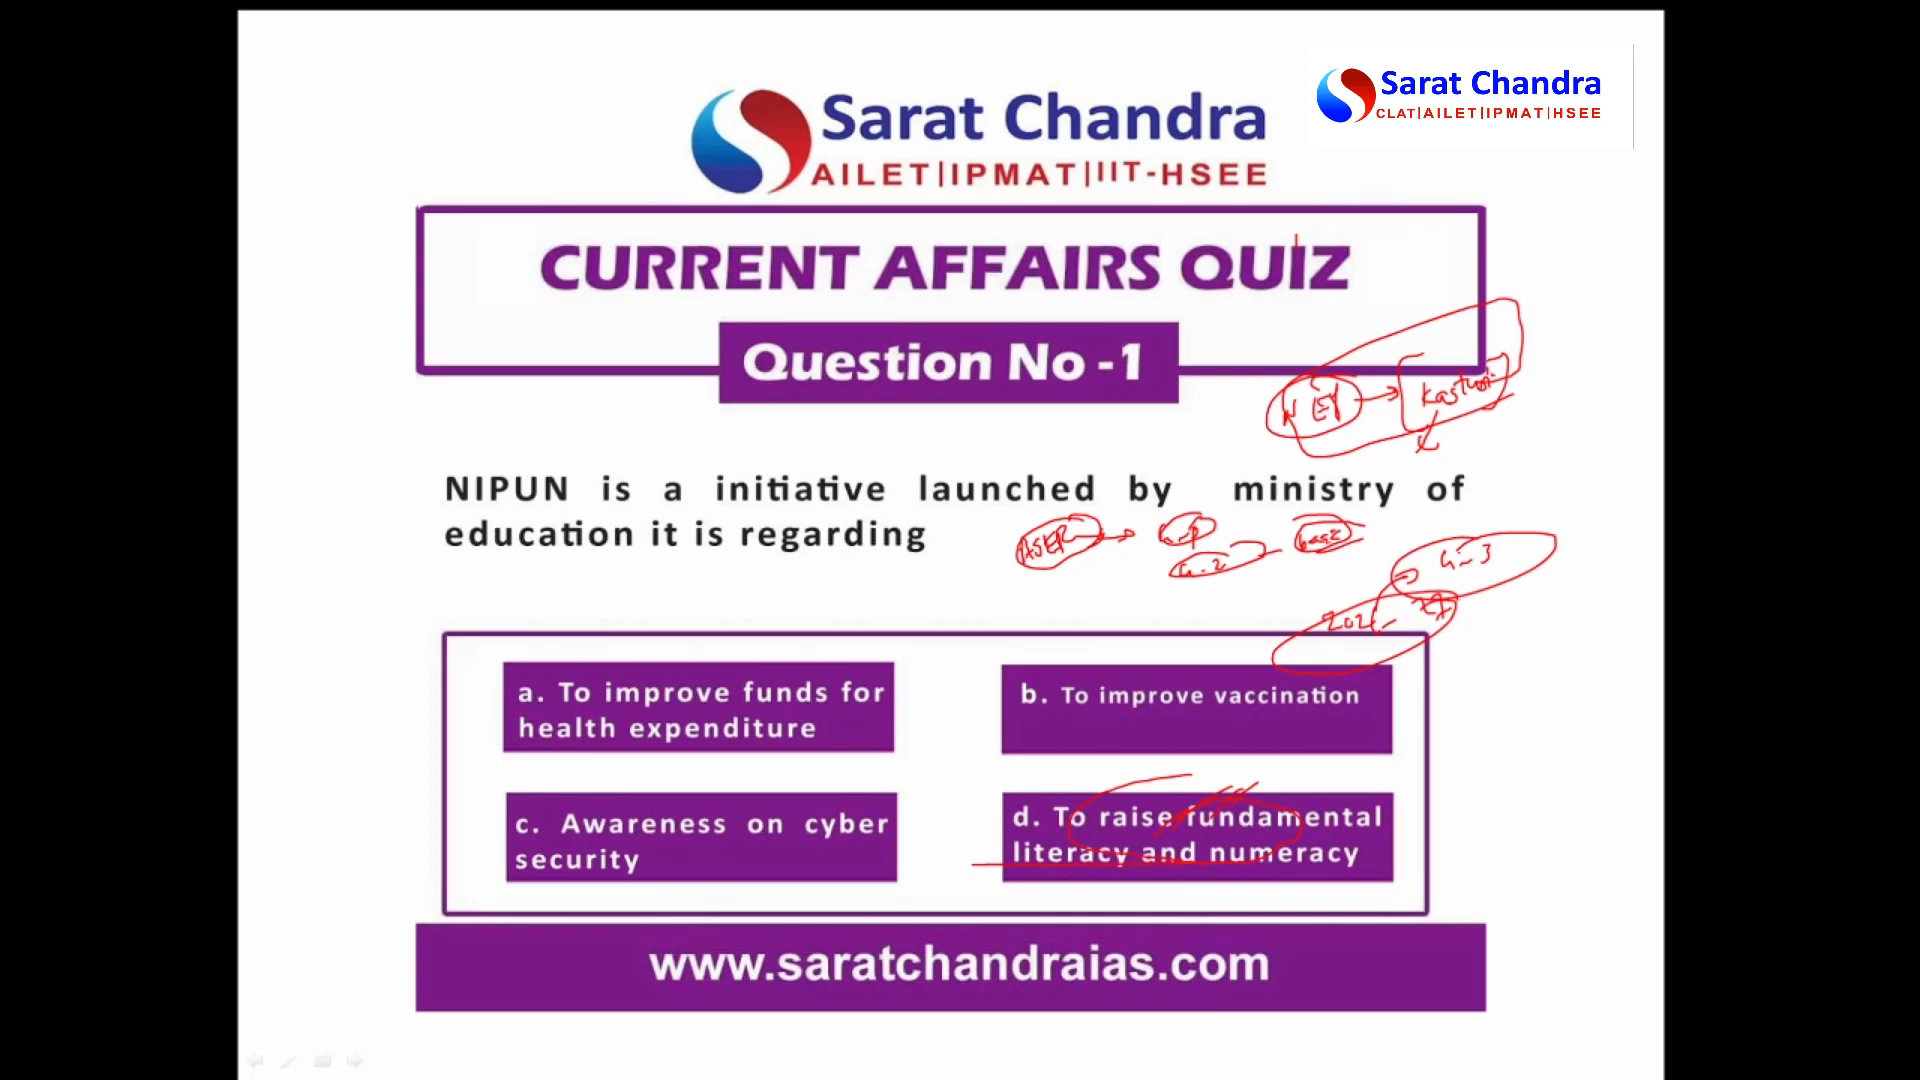 Sarat Chandra
AILET|IPMAT|IIT-HSEE
Sarat Chandra
CLAT|AILET|IPMAT|HSEE
CURRENT AFFAIRS QUIZ
Question No -1
NEP
NIPUN is a initiative launched by ministry of
education it is regarding
ASER
a. To improve funds for
health expenditure
b. To improve vaccination
c. Awareness on cyber
security
d. To raise fundamental
literacy and numeracy
www.saratchandraias.com